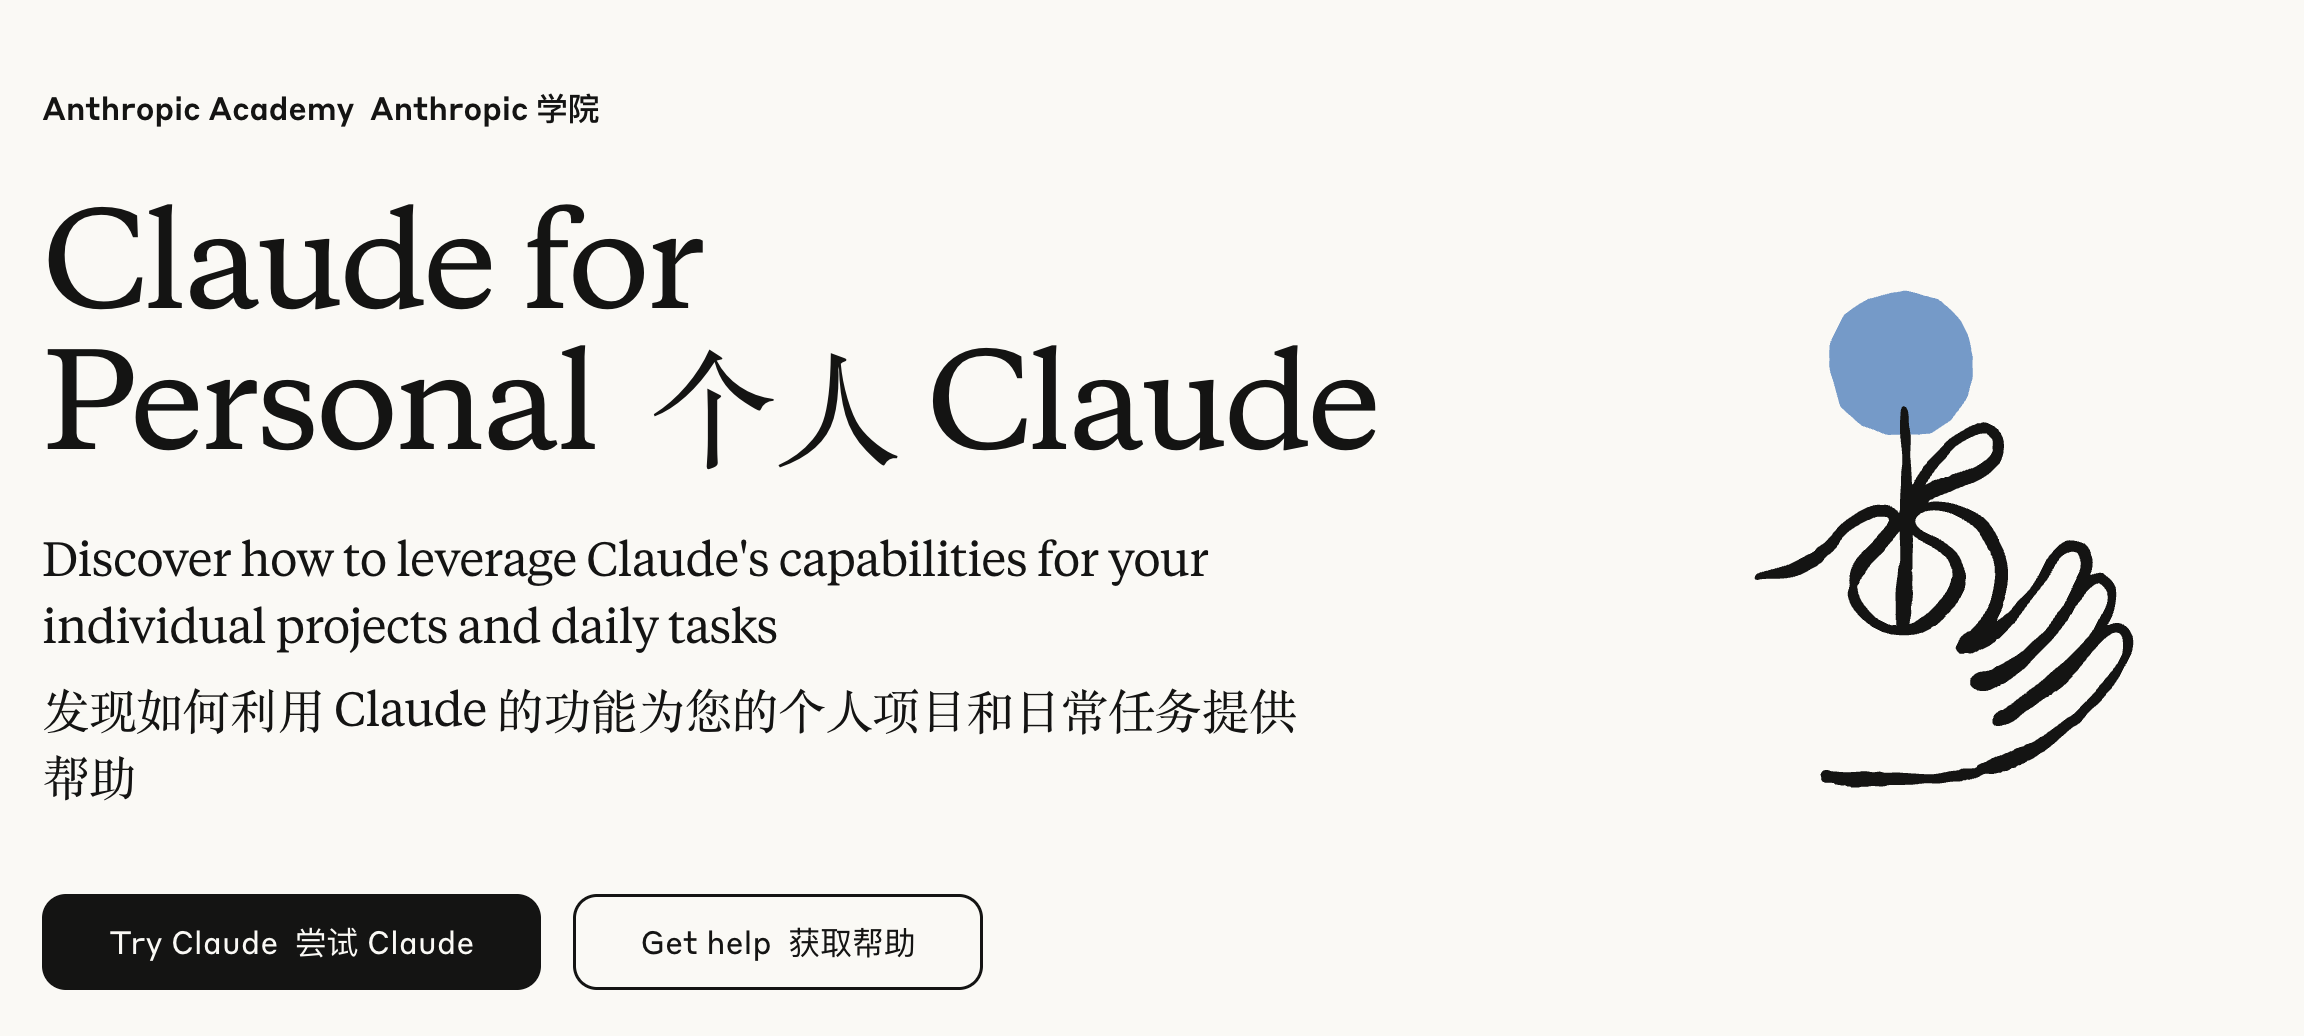 Anthropic Academy Anthropic 学院
Claude for
Personal 个人 Claude
Discover how to leverage Claude's capabilities for your
individual projects and daily tasks
发现如何利用 Claude 的功能为您的个人项目和日常任务提供
帮助
Try Claude 尝试 Claude
Get help 获取帮助